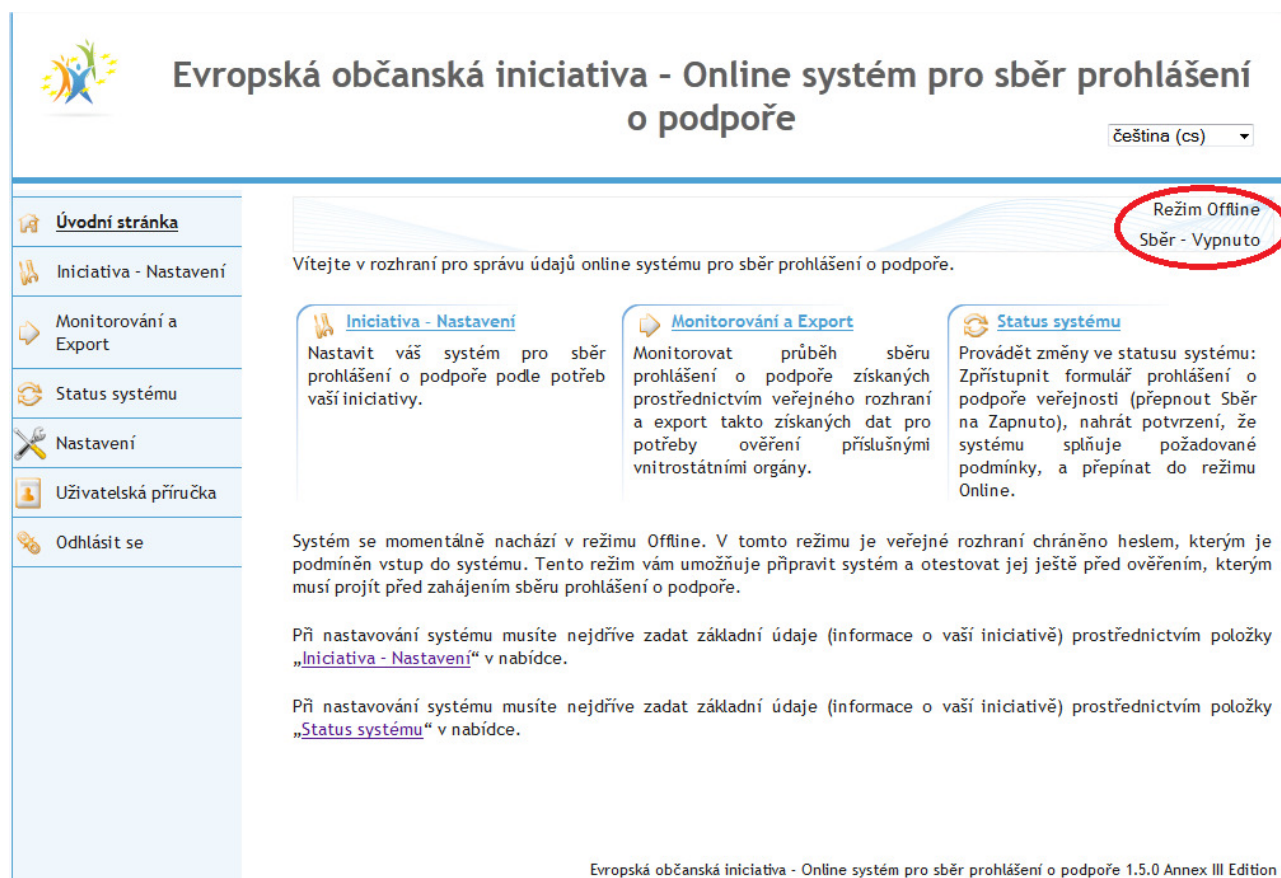 Evropská občanská iniciativa - Online systém pro sběr prohlášení
o podpoře
čeština (cs)
Úvodní stránka
Iniciativa - Nastavení
Monitorování a
Export
Status systému
Nastavení
Uživatelská příručka
Odhlásit se
Režim Offline
Sběr - Vypnuto
Vítejte v rozhraní pro správu údajů online systému pro sběr prohlášení o podpoře.
Iniciativa - Nastavení
Nastavit váš systém pro sběr
prohlášení o podpoře podle potřeb
vaší iniciativy.
Monitorování a Export
Monitorovat průběh sběru
prohlášení o podpoře získaných
prostřednictvím veřejného rozhraní
a export takto získaných dat pro
potřeby ověření příslušnými
vnitrostátními orgány.
Status systému
Provádět změny ve statusu systému:
Zpřístupnit formulář prohlášení o
podpoře veřejnosti (přepnout Sběr
na Zapnuto), nahrát potvrzení, že
systému splňuje požadované
podmínky, a přepínat do režimu
Online.
Systém se momentálně nachází v režimu Offline. V tomto režimu je veřejné rozhraní chráněno heslem, kterým je
podmíněn vstup do systému. Tento režim vám umožňuje připravit systém a otestovat jej ještě před ověřením, kterým
musí projít před zahájením sběru prohlášení o podpoře.
Při nastavování systému musíte nejdříve zadat základní údaje (informace o vaší iniciativě) prostřednictvím položky
„Iniciativa - Nastavení“ v nabídce.
Při nastavování systému musíte nejdříve zadat základní údaje (informace o vaší iniciativě) prostřednictvím položky
„Status systému“ v nabídce.
Evropská občanská iniciativa - Online systém pro sběr prohlášení o podpoře 1.5.0 Annex III Edition